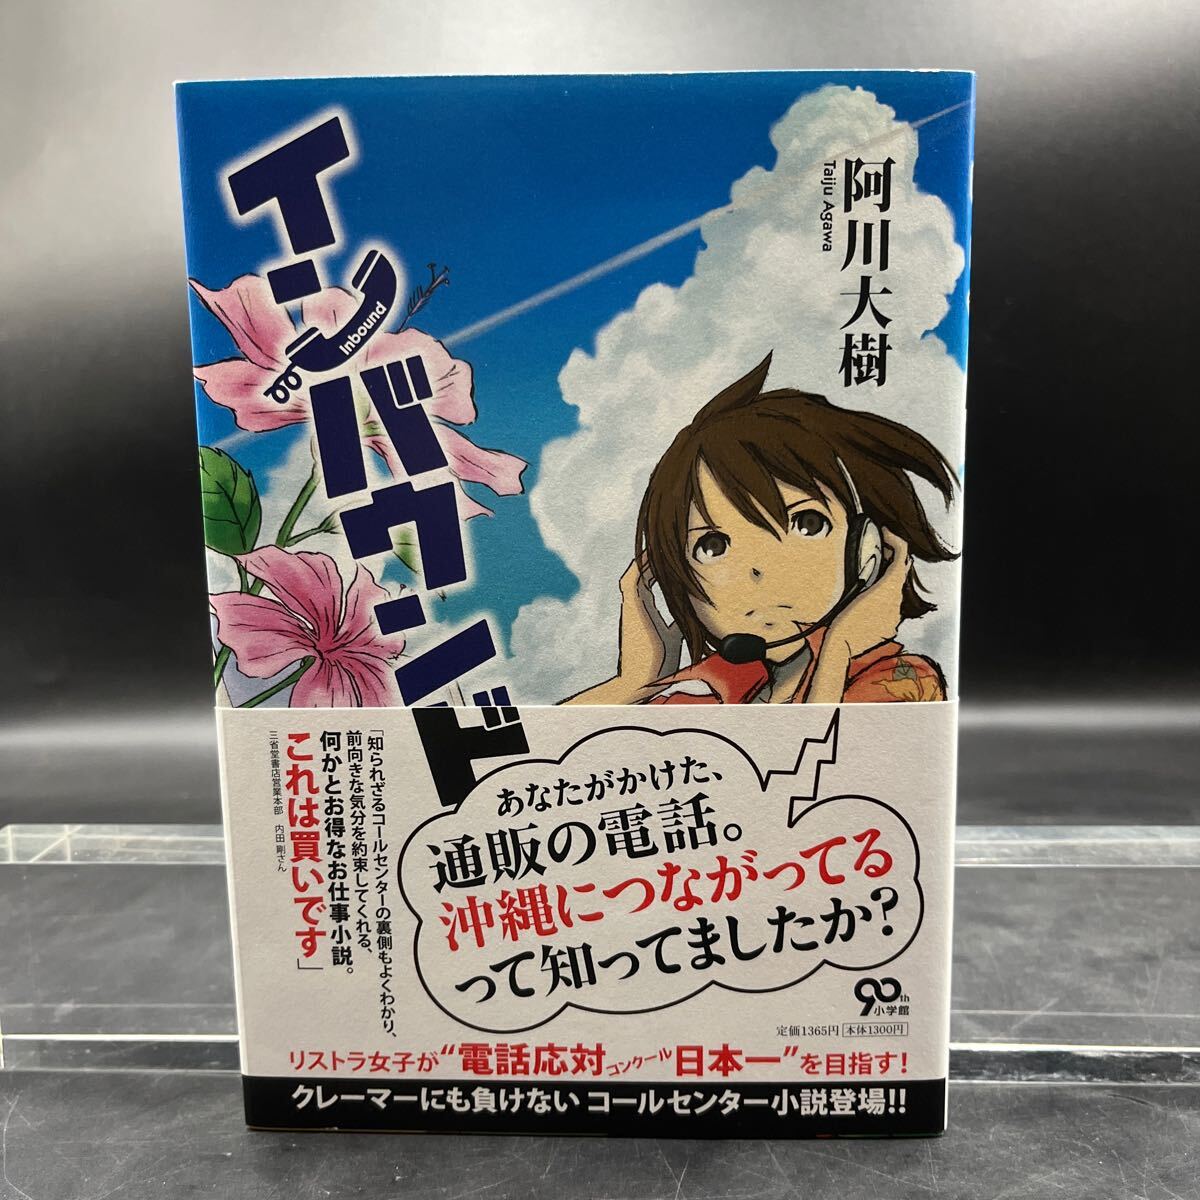 インバウンド
Inbound
阿川大樹
Taiju Agawa
あなたがかけた、
通販の電話。
沖縄につながってる
って知ってましたか?
「知られざるコールセンターの裏側もよくわかり、
前向きな気分を約束してくれる、
何かとお得なお仕事小説。
これは買いです」
三省堂書店営業本部 内田剛さん
90th
小学館
定価1365円 本体1300円
リストラ女子が“電話応対コンクール日本一”を目指す!
クレーマーにも負けない コールセンター小説登場!!